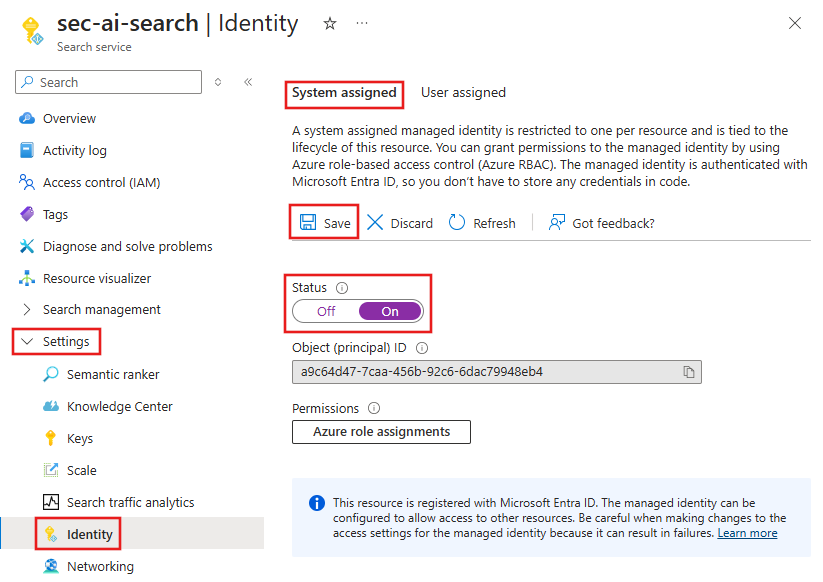 sec-ai-search | Identity
Search service
Search
Overview
Activity log
Access control (IAM)
Tags
Diagnose and solve problems
Resource visualizer
Search management
Settings
Semantic ranker
Knowledge Center
Keys
Scale
Search traffic analytics
Identity
Networking
System assigned
User assigned
A system assigned managed identity is restricted to one per resource and is tied to the
lifecycle of this resource. You can grant permissions to the managed identity by using
Azure role-based access control (Azure RBAC). The managed identity is authenticated with
Microsoft Entra ID, so you don’t have to store any credentials in code.
Save
Discard
Refresh
Got feedback?
Status
Off
On
Object (principal) ID
a9c64d47-7caa-456b-92c6-6dac79948eb4
Permissions
Azure role assignments
This resource is registered with Microsoft Entra ID. The managed identity can be
configured to allow access to other resources. Be careful when making changes to the
access settings for the managed identity because it can result in failures. Learn more